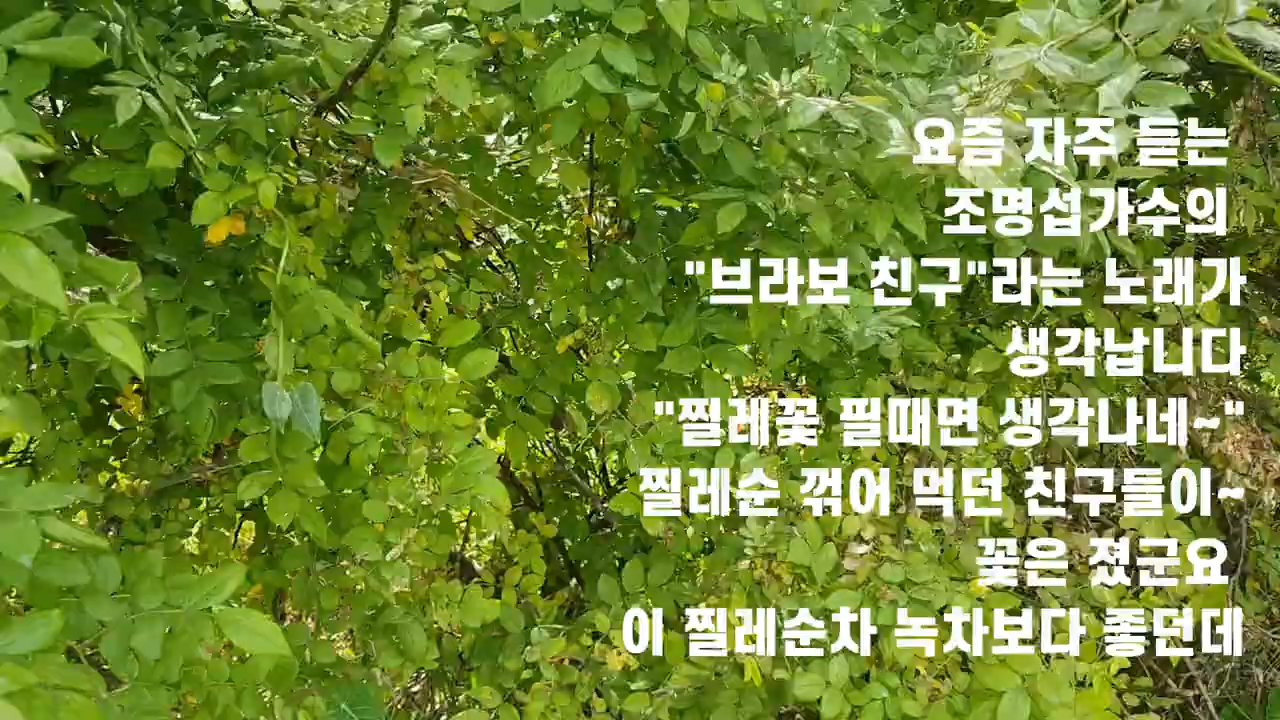 요즘 자주 듣는
조명섭가수의
"브라보 친구"라는 노래가
생각납니다
"찔레꽃 필때면 생각나네~"
찔레순 꺾어 먹던 친구들이~
꽃은 졌군요
이 찔레순차 녹차보다 좋던데